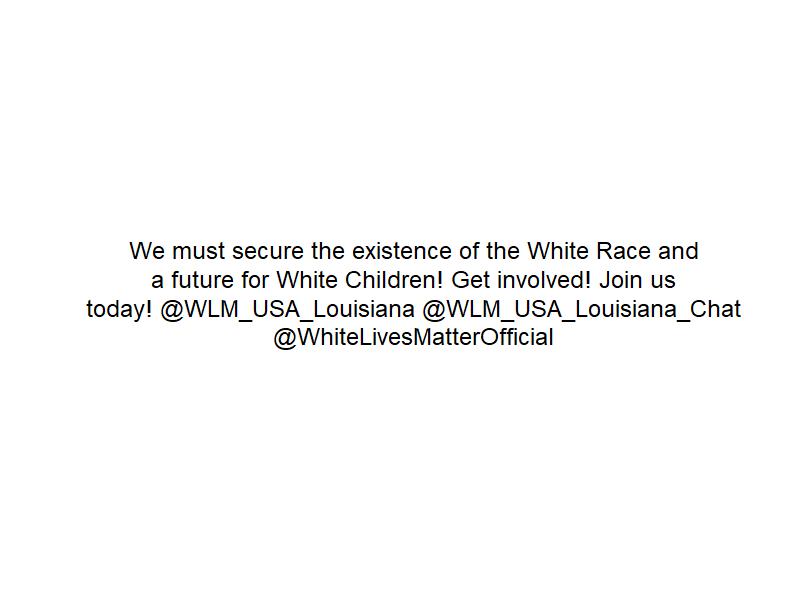 We must secure the existence of the White Race and
a future for White Children! Get involved! Join us
today! @WLM_USA_Louisiana @WLM_USA_Louisiana_Chat
@WhiteLivesMatterOfficial